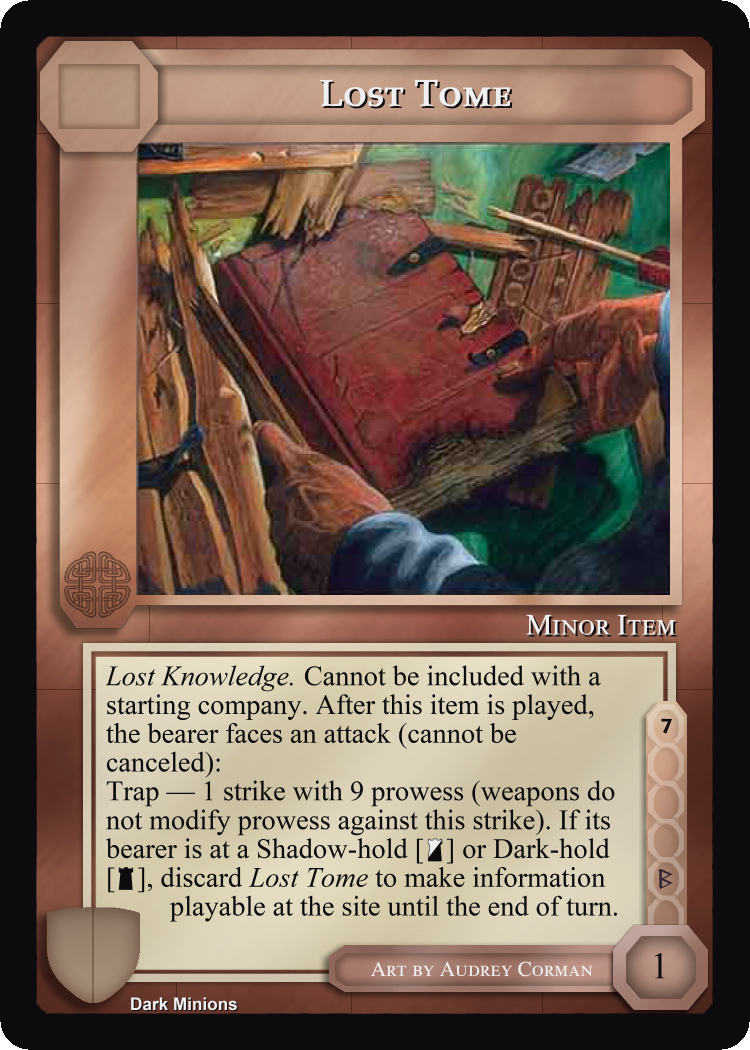 Lost Tome
Minor Item
Lost Knowledge. Cannot be included with a
starting company. After this item is played,
the bearer faces an attack (cannot be
canceled):
Trap — 1 strike with 9 prowess (weapons do
not modify prowess against this strike). If its
bearer is at a Shadow-hold [] or Dark-hold
[], discard Lost Tome to make information
playable at the site until the end of turn.
7
ᛒ
1
Art by Audrey Corman
Dark Minions